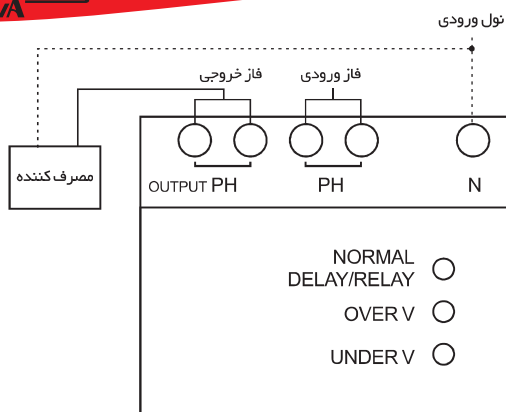 نول ورودی
فاز خروجی
فاز ورودی
مصرف کننده
OUTPUT PH
PH
N
NORMAL
DELAY/RELAY
OVER V
UNDER V